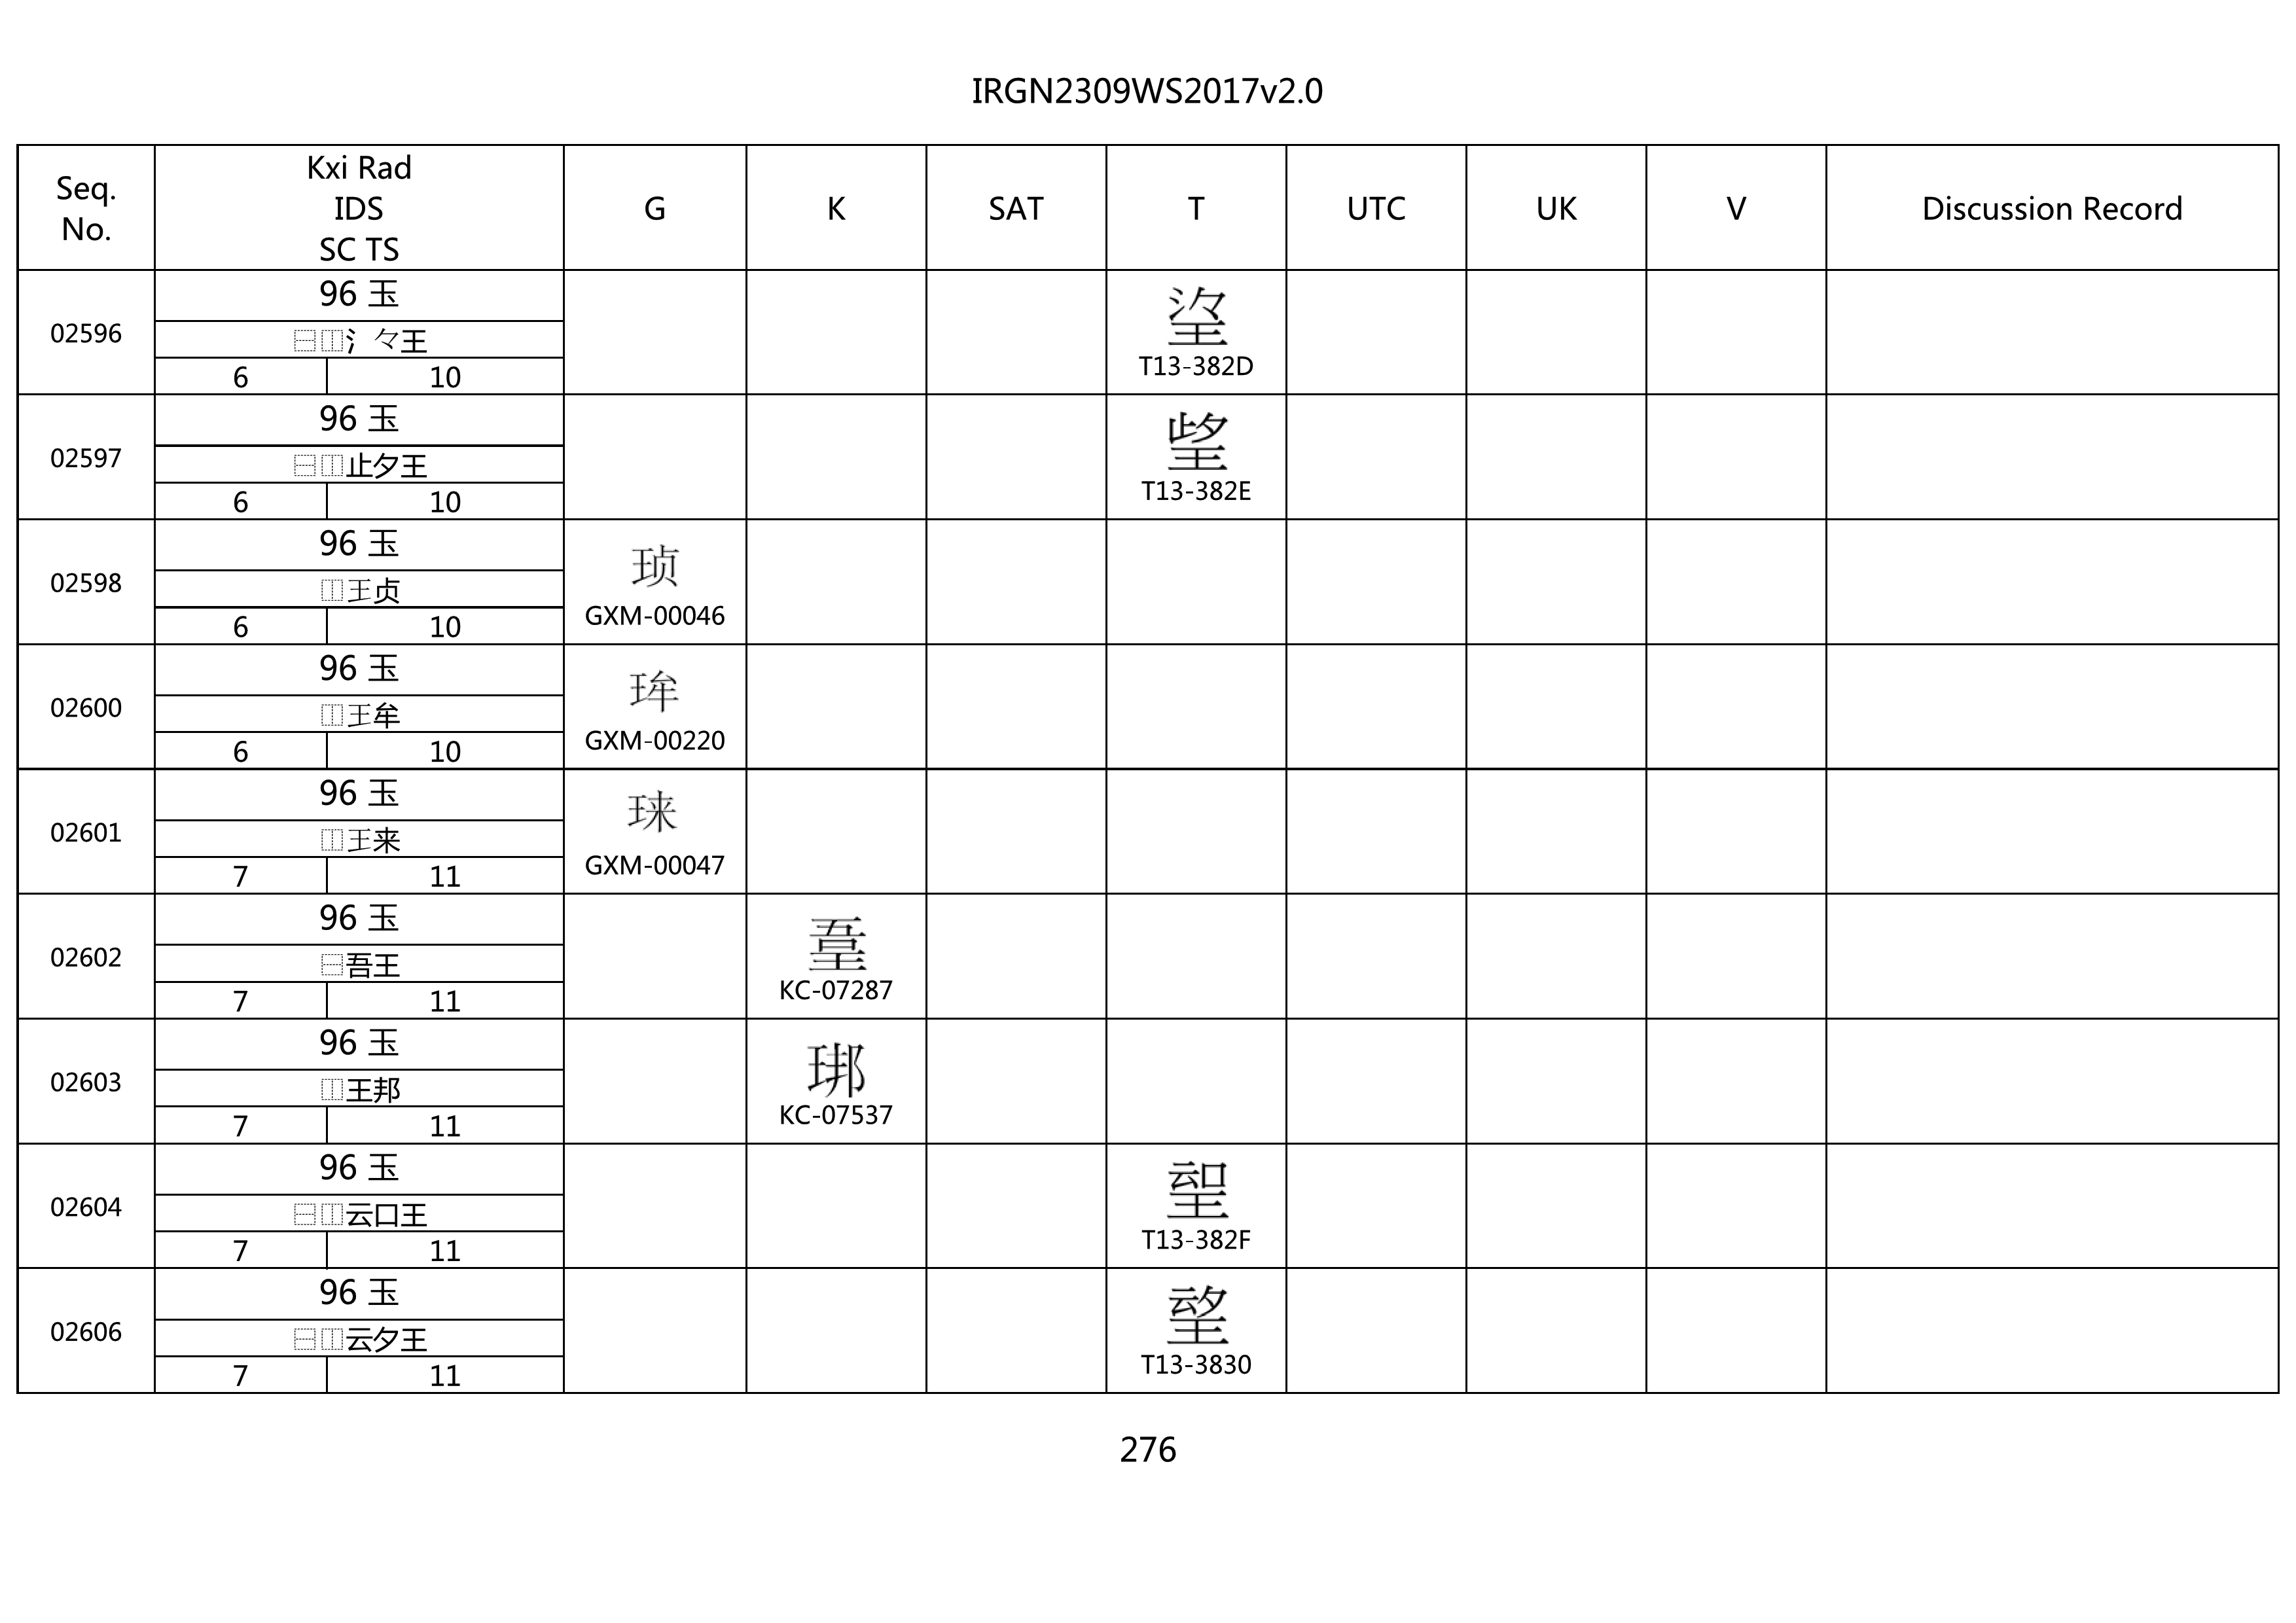 IRGN2309WS2017v2.0
Seq. No. Kxi Rad IDS SC TS G K SAT T UTC UK V Discussion Record
02596
96 玉
⿱⿰氵々王
6 10
T13-382D
02597
96 玉
⿱⿰止夕王
6 10
T13-382E
02598
96 玉
⿰𤣩贞
6 10
GXM-00046
02600
96 玉
⿰𤣩牟
6 10
GXM-00220
02601
96 玉
⿰𤣩来
7 11
GXM-00047
02602
96 玉
⿱吾王
7 11
KC-07287
02603
96 玉
⿰王邦
7 11
KC-07537
02604
96 玉
⿱⿰云口王
7 11
T13-382F
02606
96 玉
⿱⿰云夕王
7 11
T13-3830
276